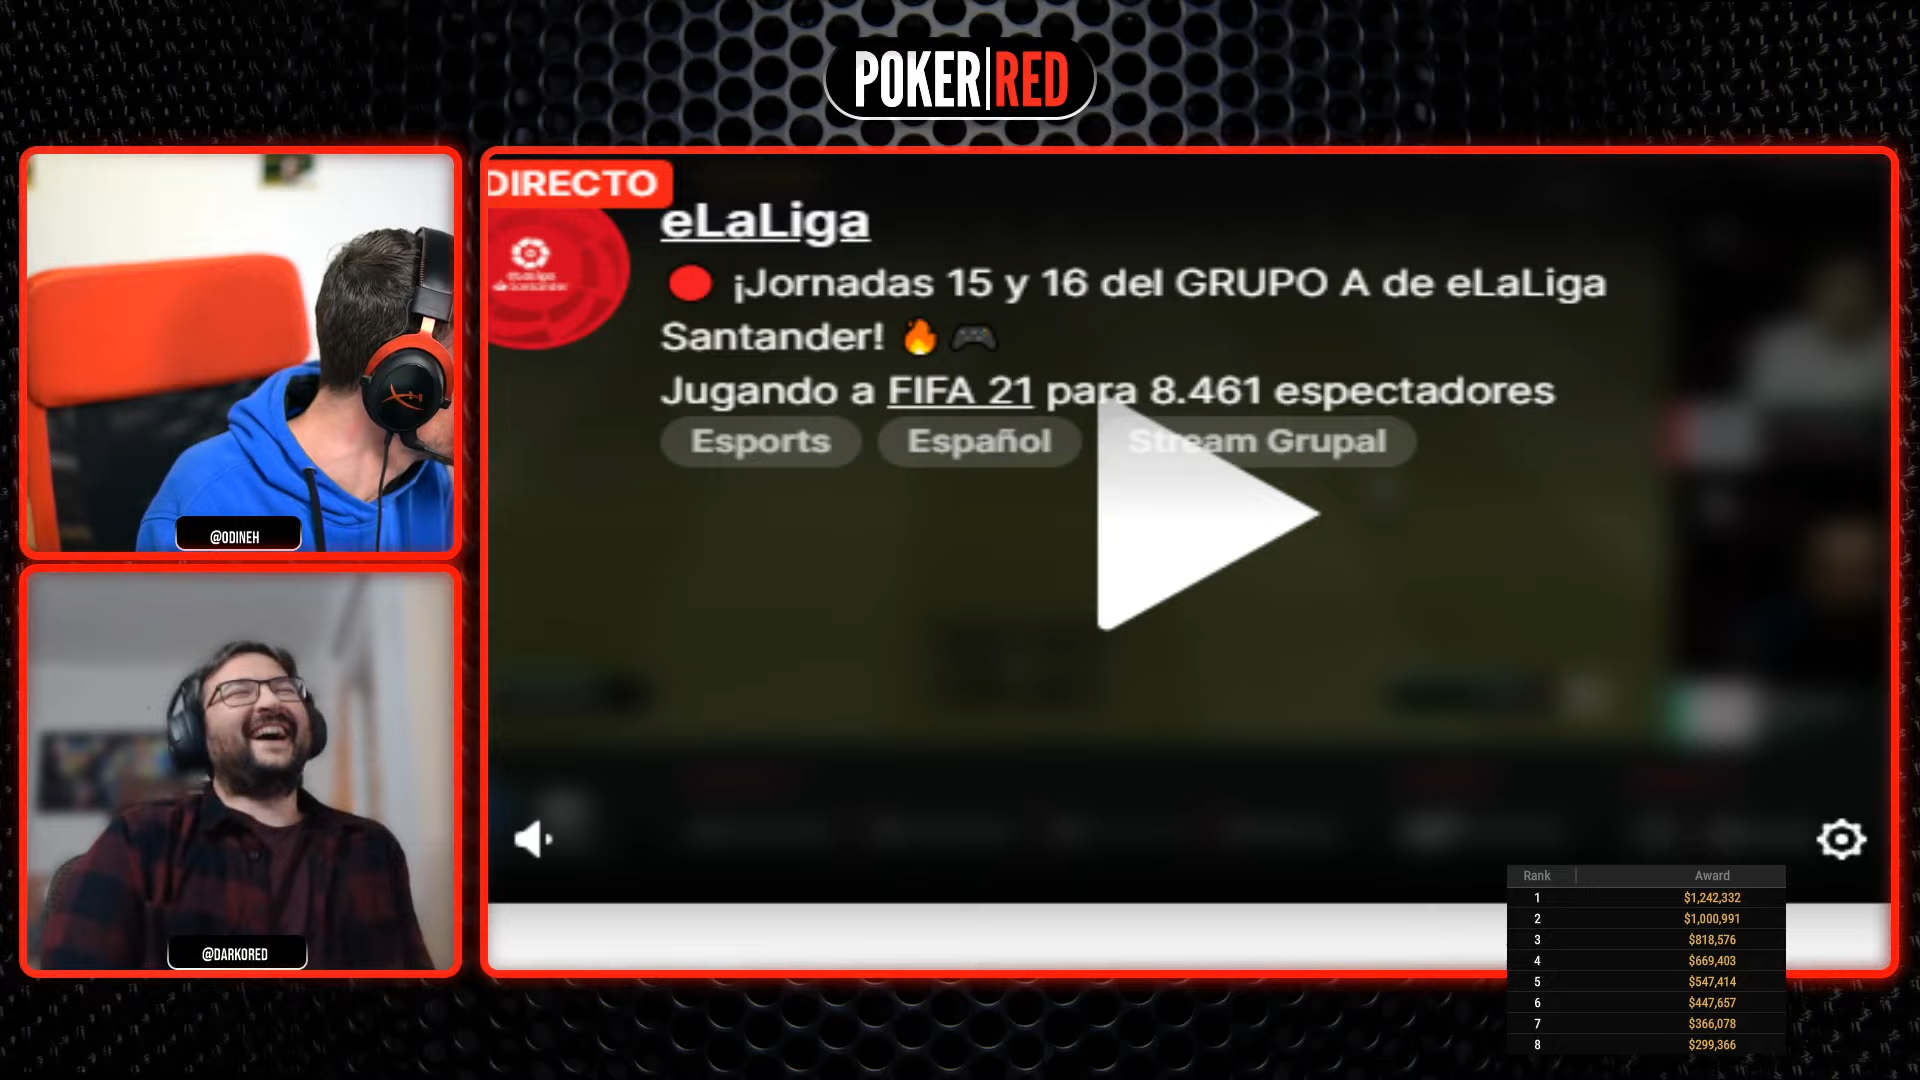 POKER|RED
DIRECTO
eLaLiga
¡Jornadas 15 y 16 del GRUPO A de eLaLiga
Santander! 🔥🎮
Jugando a FIFA 21 para 8.461 espectadores
Esports Español Stream Grupal
@ODINEH
@DARKORED
Rank Award
1 $1,242,332
2 $1,000,991
3 $818,576
4 $669,403
5 $547,414
6 $447,657
7 $366,078
8 $299,366